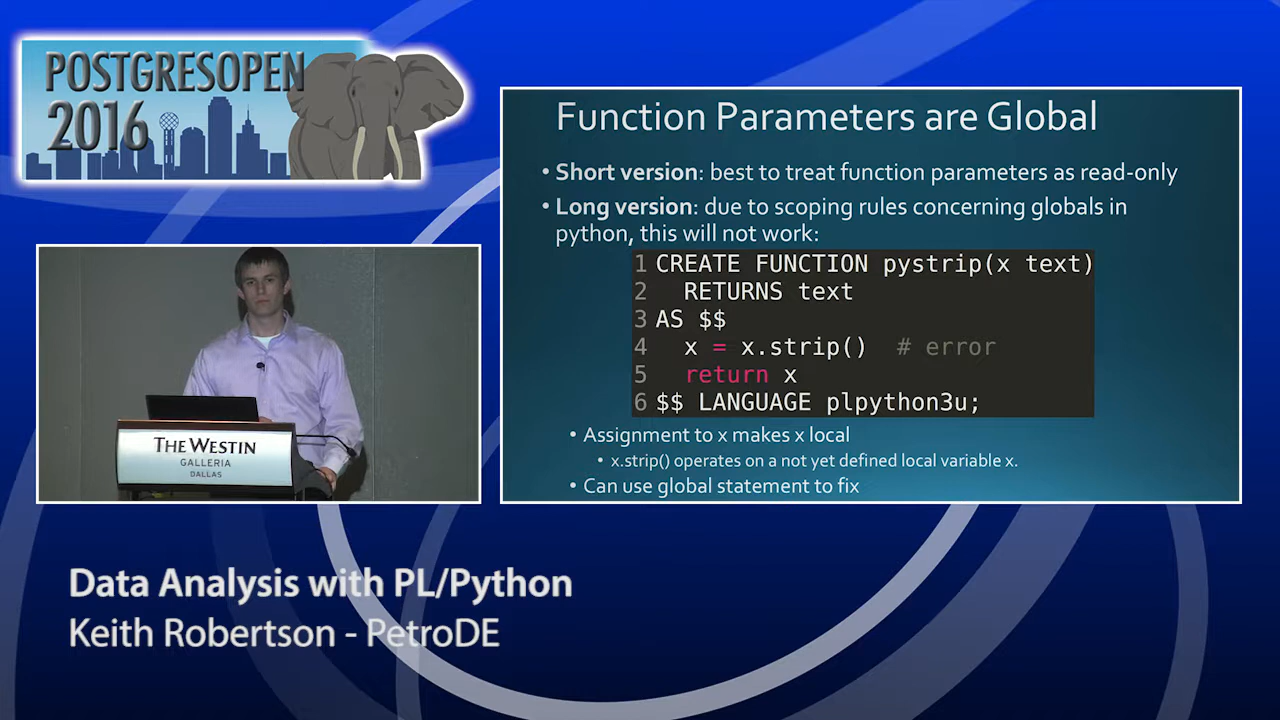 POSTGRESOPEN
2016
THE WESTIN
GALLERIA
DALLAS
Function Parameters are Global
• Short version: best to treat function parameters as read-only
• Long version: due to scoping rules concerning globals in
python, this will not work:
1 CREATE FUNCTION pystrip(x text)
2 RETURNS text
3 AS $$
4 x = x.strip() # error
5 return x
6 $$ LANGUAGE plpython3u;
• Assignment to x makes x local
• x.strip() operates on a not yet defined local variable x.
• Can use global statement to fix
Data Analysis with PL/Python
Keith Robertson - PetroDE